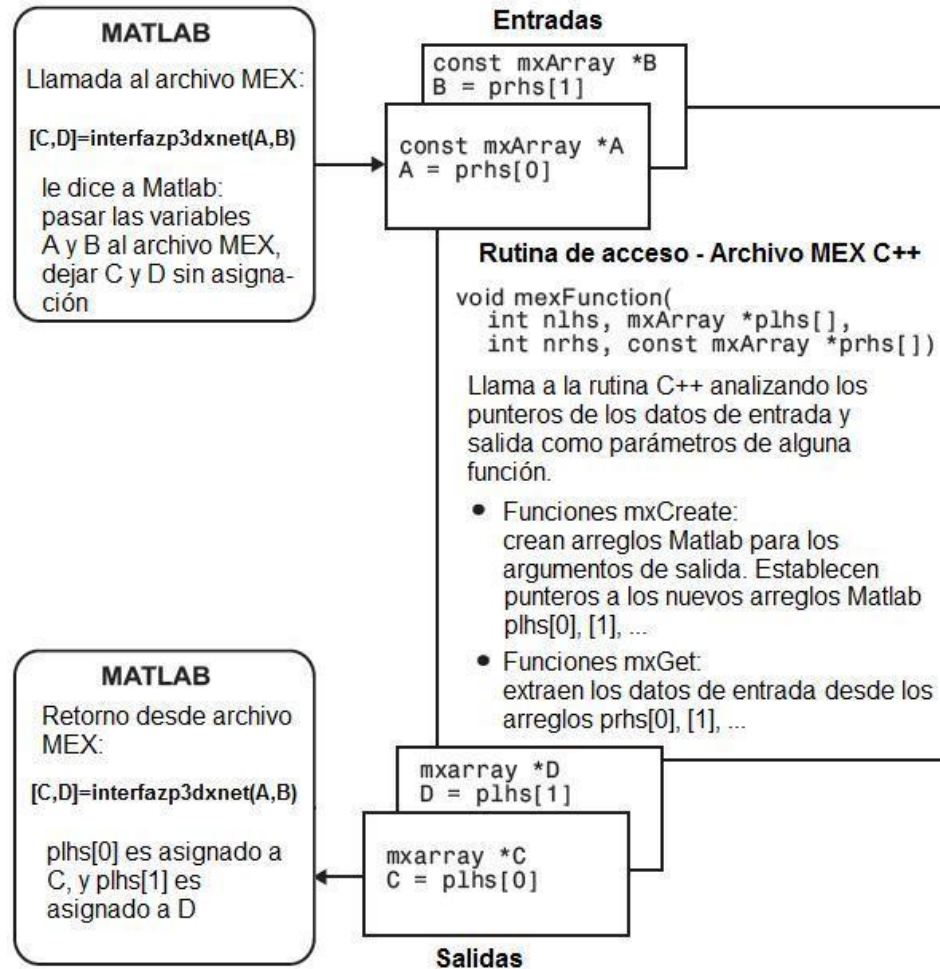 MATLAB
Llamada al archivo MEX:
[C,D]=interfazp3dxnet(A,B)
le dice a Matlab:
pasar las variables
A y B al archivo MEX,
dejar C y D sin asigna-
ción
Entradas
const mxArray *B
B = prhs[1]
const mxArray *A
A = prhs[0]
Rutina de acceso - Archivo MEX C++
void mexFunction(
int nlhs, mxArray *plhs[],
int nrhs, const mxArray *prhs[])
Llama a la rutina C++ analizando los
punteros de los datos de entrada y
salida como parámetros de alguna
función.
• Funciones mxCreate:
crean arreglos Matlab para los
argumentos de salida. Establecen
punteros a los nuevos arreglos Matlab
plhs[0], [1], ...
• Funciones mxGet:
extraen los datos de entrada desde los
arreglos prhs[0], [1], ...
MATLAB
Retorno desde archivo
MEX:
[C,D]=interfazp3dxnet(A,B)
plhs[0] es asignado a
C, y plhs[1] es
asignado a D
mxarray *D
D = plhs[1]
mxarray *C
C = plhs[0]
Salidas